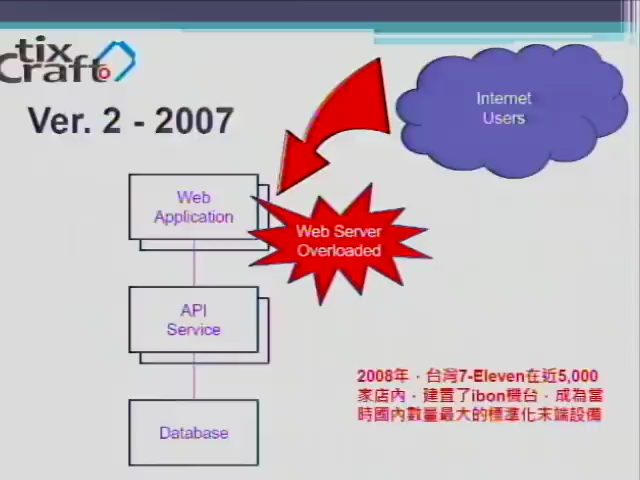 tix
Craft
Ver. 2 - 2007
Internet
Users
Web
Application
Web Server
Overloaded
API
Service
2008年，台灣7-Eleven在近5,000
家店內，建置了ibon機台，成為當
時國內數量最大的標準化末端設備
Database